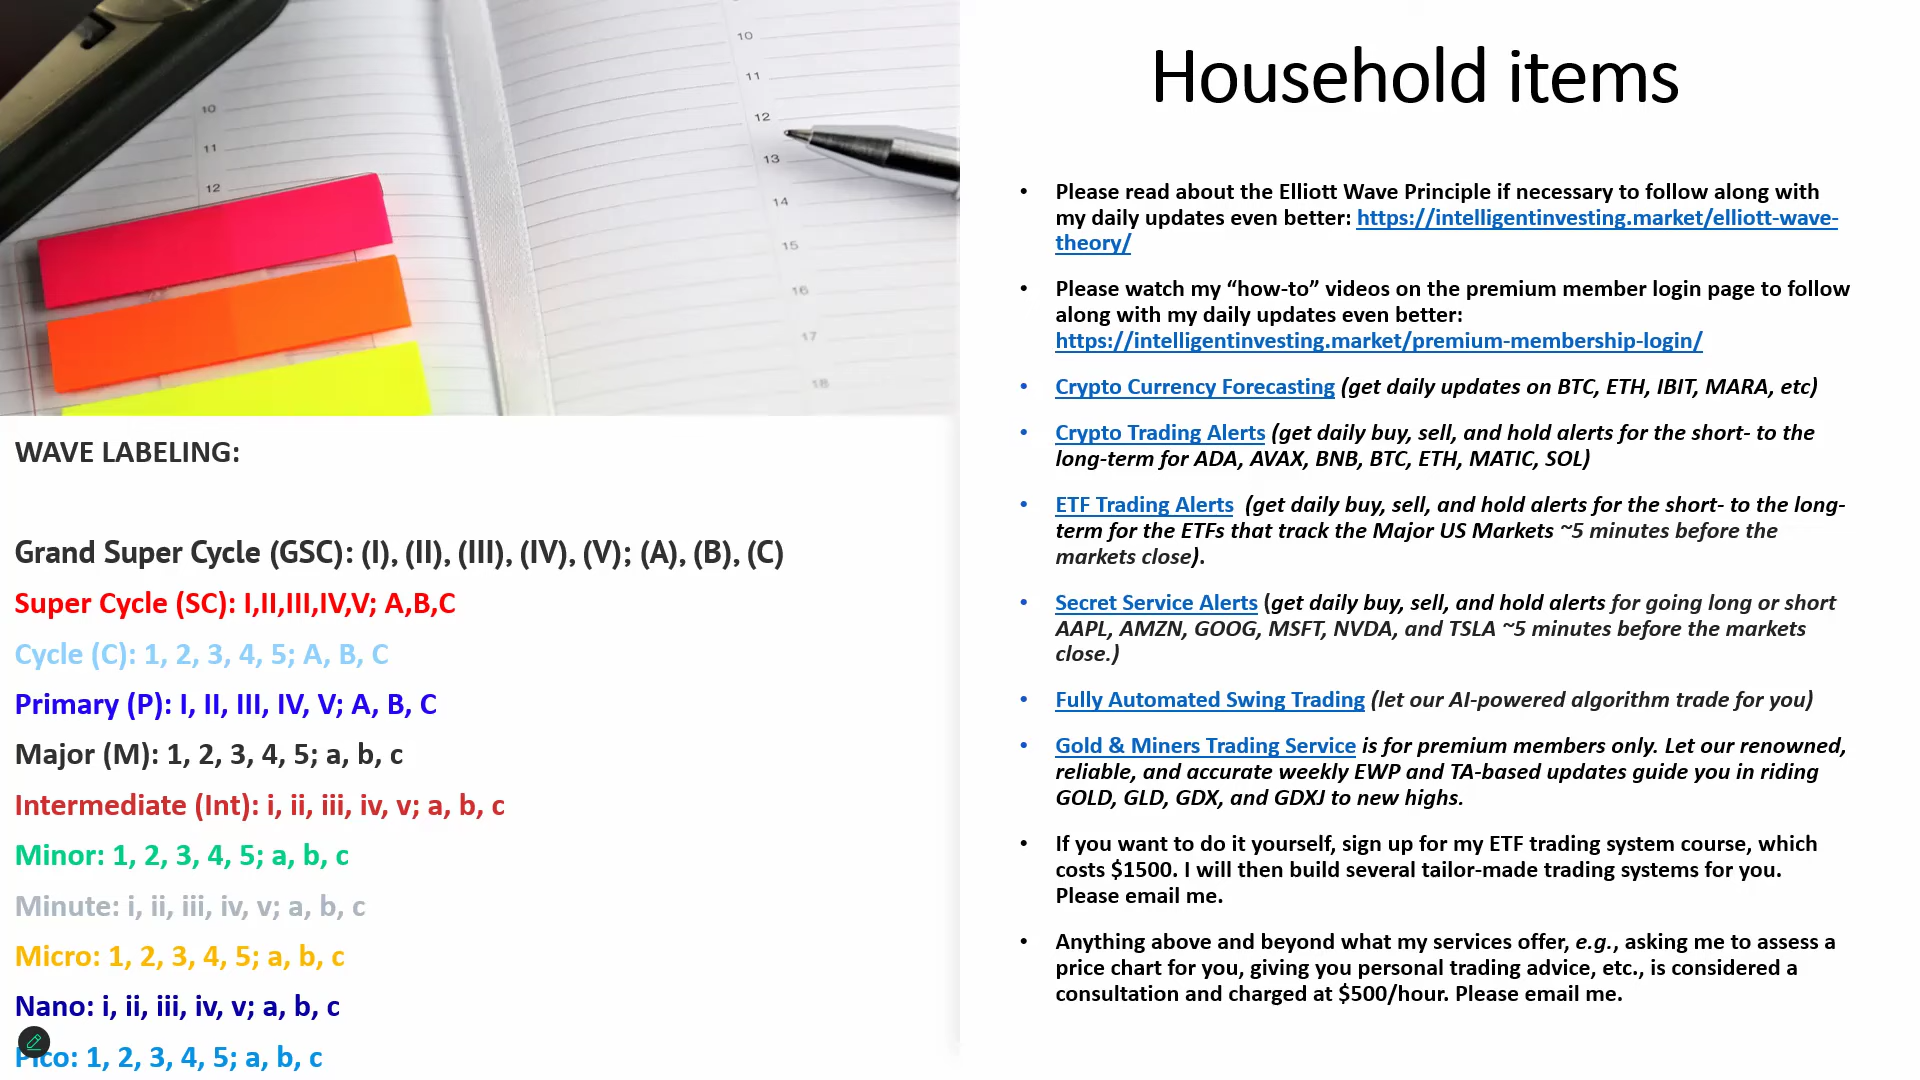 10
11
12
10
11
12
13
14
15
16
17
18
WAVE LABELING:
Grand Super Cycle (GSC): (I), (II), (III), (IV), (V); (A), (B), (C)
Super Cycle (SC): I,II,III,IV,V; A,B,C
Cycle (C): 1, 2, 3, 4, 5; A, B, C
Primary (P): I, II, III, IV, V; A, B, C
Major (M): 1, 2, 3, 4, 5; a, b, c
Intermediate (Int): i, ii, iii, iv, v; a, b, c
Minor: 1, 2, 3, 4, 5; a, b, c
Minute: i, ii, iii, iv, v; a, b, c
Micro: 1, 2, 3, 4, 5; a, b, c
Nano: i, ii, iii, iv, v; a, b, c
Pico: 1, 2, 3, 4, 5; a, b, c
Household items
• Please read about the Elliott Wave Principle if necessary to follow along with
my daily updates even better: https://intelligentinvesting.market/elliott-wave-
theory/
• Please watch my “how-to” videos on the premium member login page to follow
along with my daily updates even better:
https://intelligentinvesting.market/premium-membership-login/
• Crypto Currency Forecasting (get daily updates on BTC, ETH, IBIT, MARA, etc)
• Crypto Trading Alerts (get daily buy, sell, and hold alerts for the short- to the
long-term for ADA, AVAX, BNB, BTC, ETH, MATIC, SOL)
• ETF Trading Alerts (get daily buy, sell, and hold alerts for the short- to the long-
term for the ETFs that track the Major US Markets ~5 minutes before the
markets close).
• Secret Service Alerts (get daily buy, sell, and hold alerts for going long or short
AAPL, AMZN, GOOG, MSFT, NVDA, and TSLA ~5 minutes before the markets
close.)
• Fully Automated Swing Trading (let our AI-powered algorithm trade for you)
• Gold & Miners Trading Service is for premium members only. Let our renowned,
reliable, and accurate weekly EWP and TA-based updates guide you in riding
GOLD, GLD, GDX, and GDXJ to new highs.
• If you want to do it yourself, sign up for my ETF trading system course, which
costs $1500. I will then build several tailor-made trading systems for you.
Please email me.
• Anything above and beyond what my services offer, e.g., asking me to assess a
price chart for you, giving you personal trading advice, etc., is considered a
consultation and charged at $500/hour. Please email me.